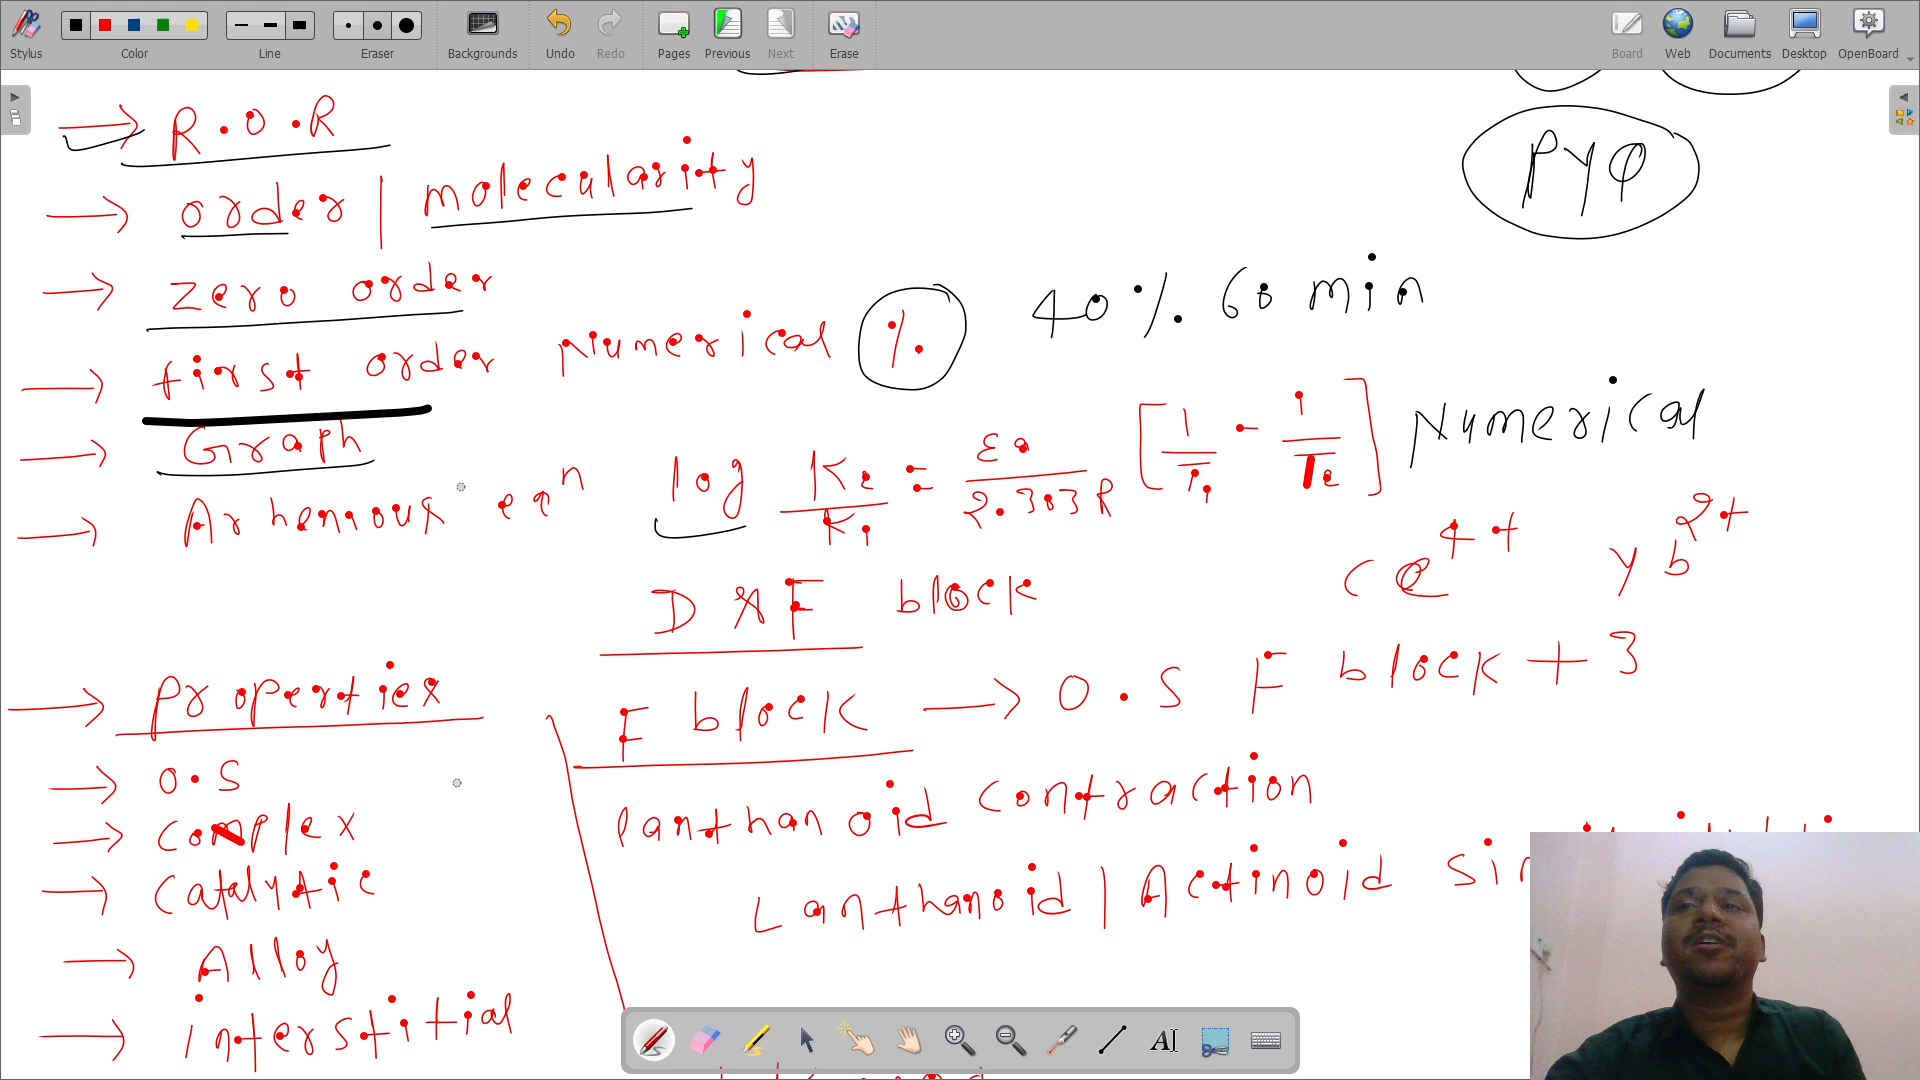 Stylus Color Line Eraser Backgrounds Undo Redo Pages Previous Next Erase Board Web Documents Desktop OpenBoard
→ R.O.R
PYQ
→ order | molecularity
→ zero order
→ first order Numerical % 40% 60 min
→ Graph
→ Arhenious eqn log K2/K1 = Ea/2.303R [1/T1 - 1/T2] Numerical
Ce4+ Yb2+
D & F block
→ Properties
F block → O.S F block +3
→ O.S
lanthanoid contraction
→ Complex
→ Catalytic
Lanthanoid | Actinoid
→ Alloy
→ interstitial